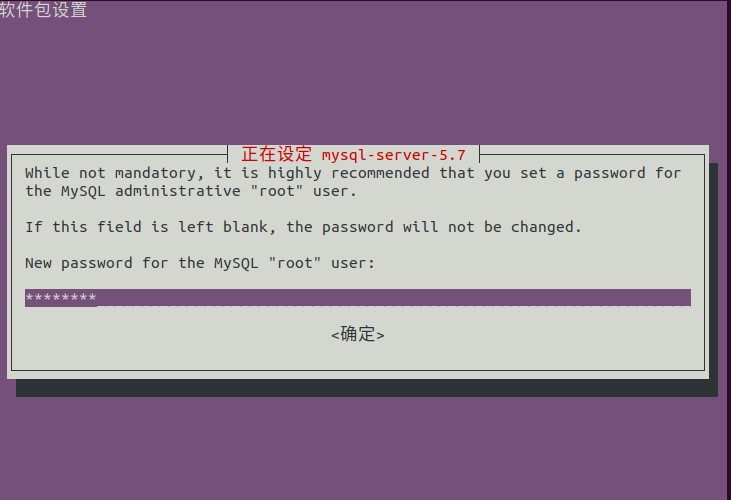 软件包设置
正在设定 mysql-server-5.7
While not mandatory, it is highly recommended that you set a password for
the MySQL administrative "root" user.
If this field is left blank, the password will not be changed.
New password for the MySQL "root" user:
********
<确定>